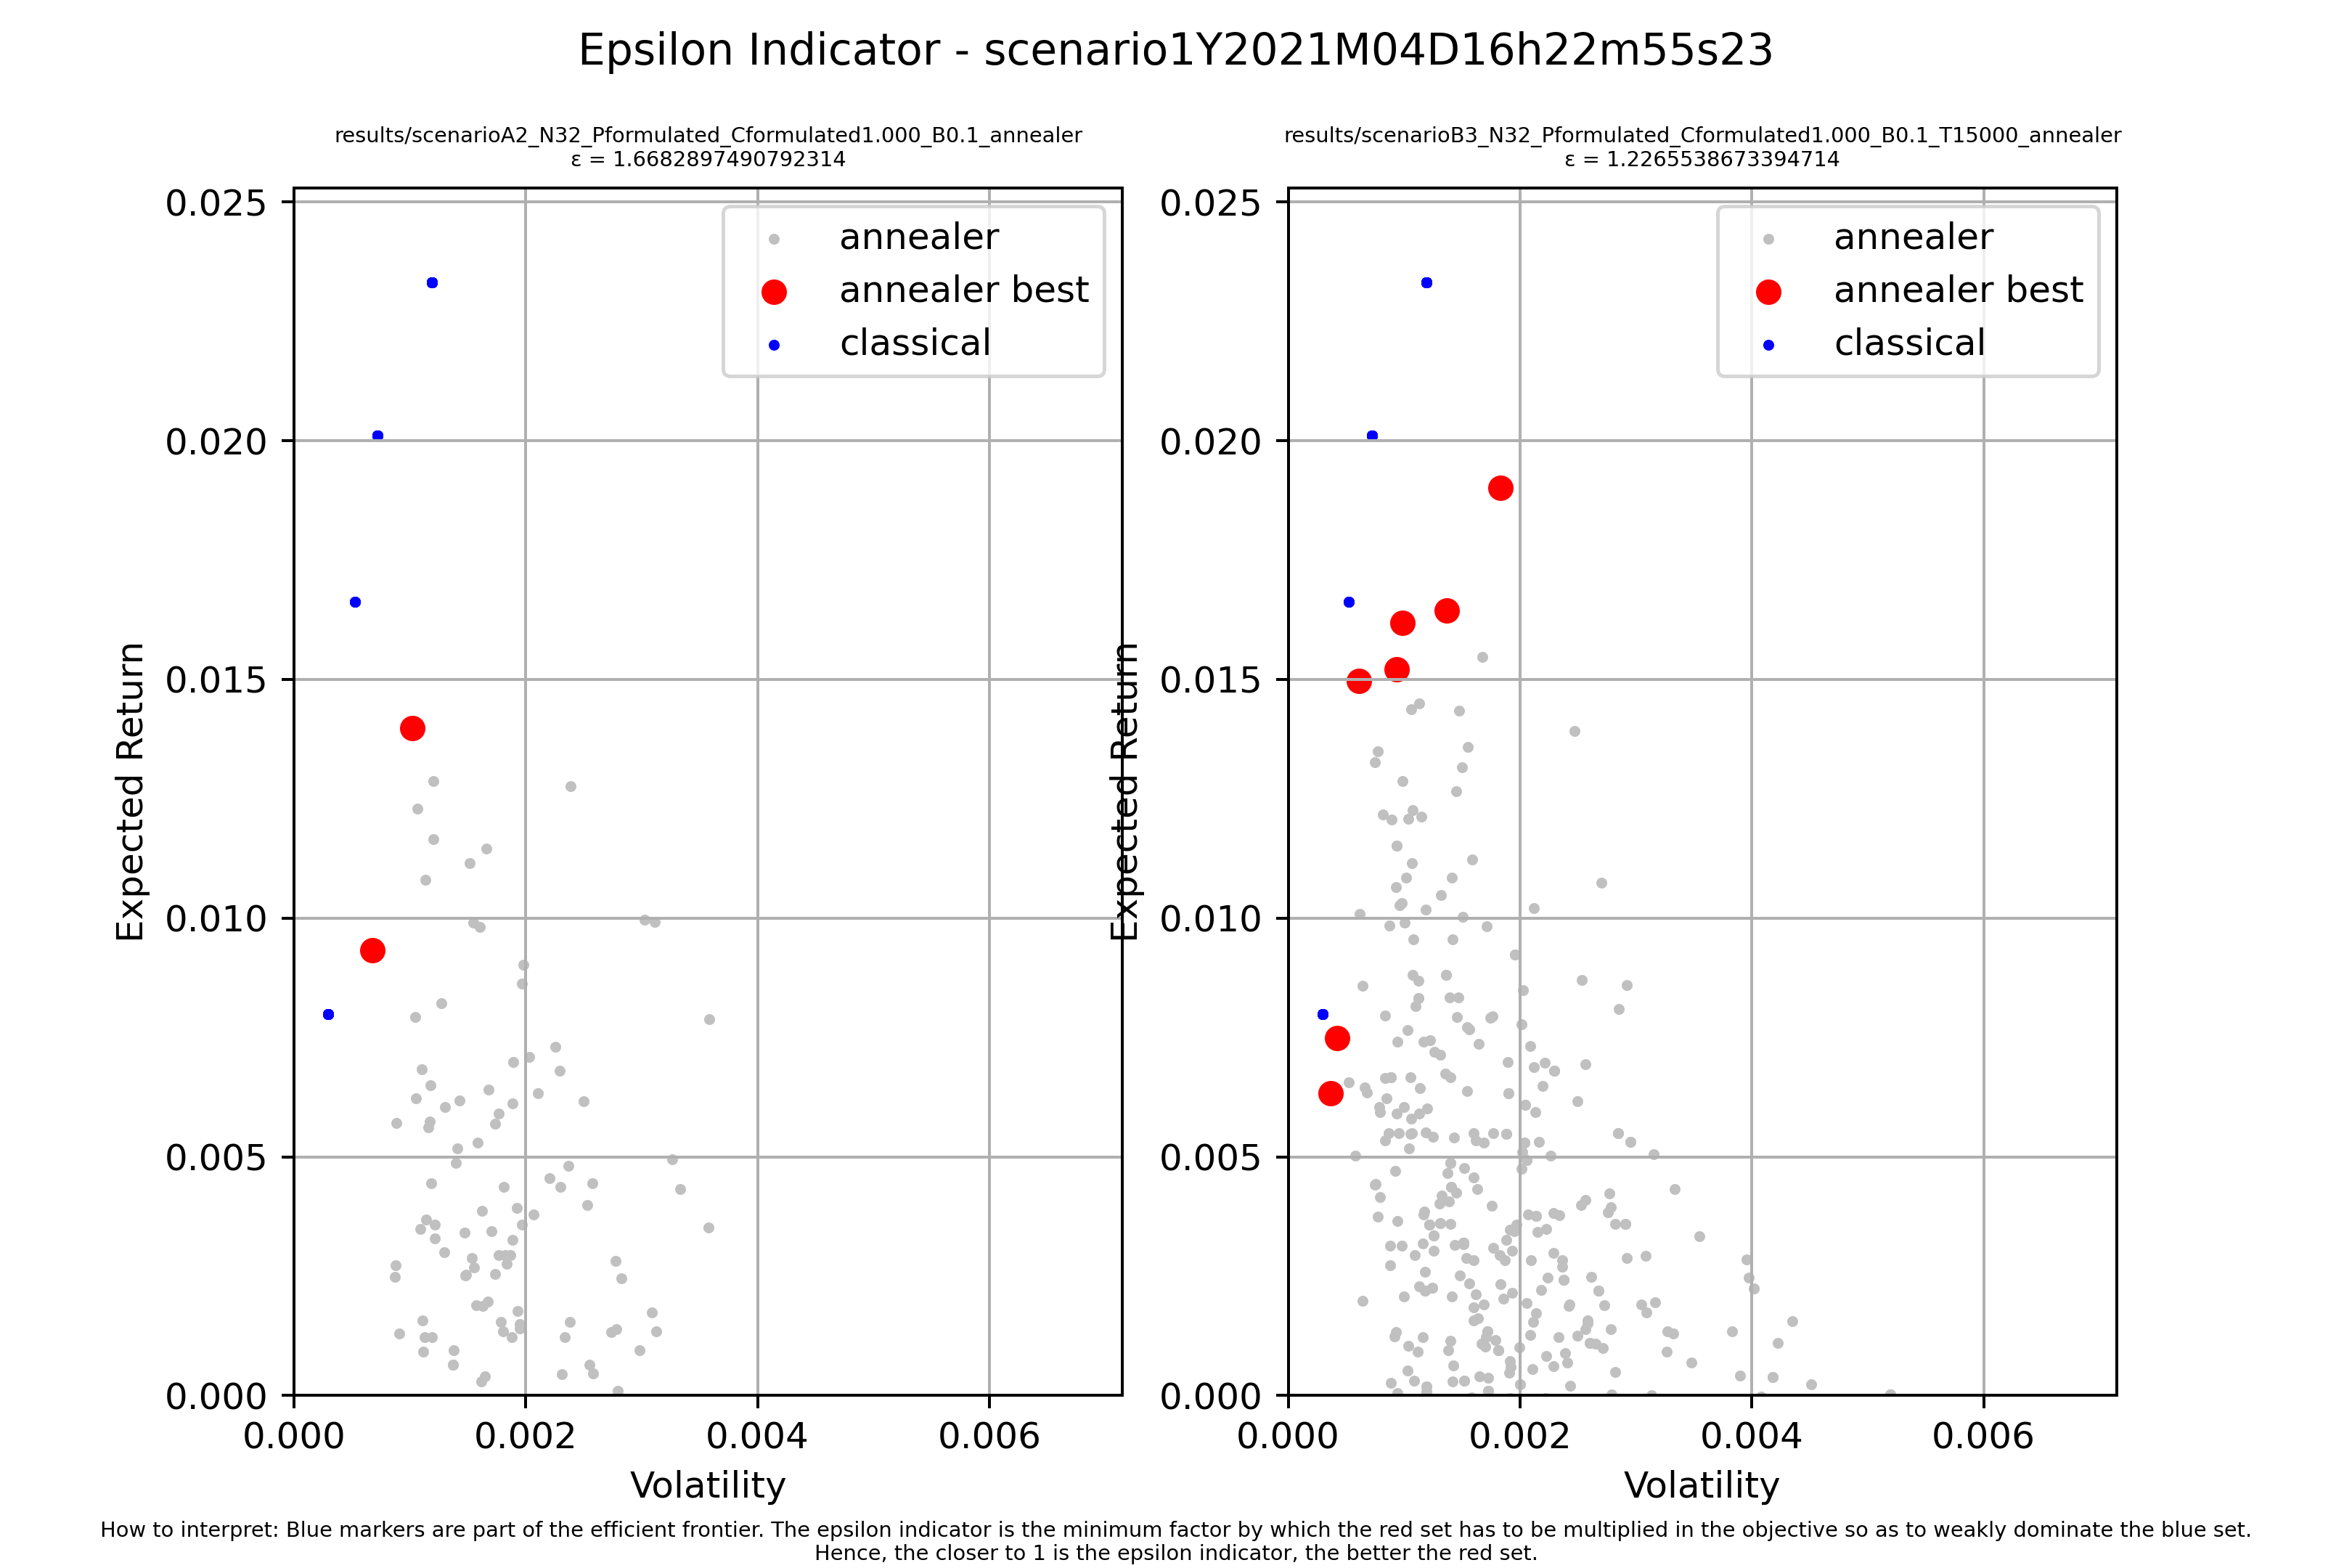 Epsilon Indicator - scenario1Y2021M04D16h22m55s23
results/scenarioA2_N32_Pformulated_Cformulated1.000_B0.1_annealer
ε = 1.6682897490792314
0.025
0.020
0.015
0.010
0.005
0.000
Expected Return
annealer
annealer best
classical
0.000 0.002 0.004 0.006
Volatility
results/scenarioB3_N32_Pformulated_Cformulated1.000_B0.1_T15000_annealer
ε = 1.2265538673394714
0.025
0.020
0.015
0.010
0.005
0.000
Expected Return
annealer
annealer best
classical
0.000 0.002 0.004 0.006
Volatility
How to interpret: Blue markers are part of the efficient frontier. The epsilon indicator is the minimum factor by which the red set has to be multiplied in the objective so as to weakly dominate the blue set.
Hence, the closer to 1 is the epsilon indicator, the better the red set.